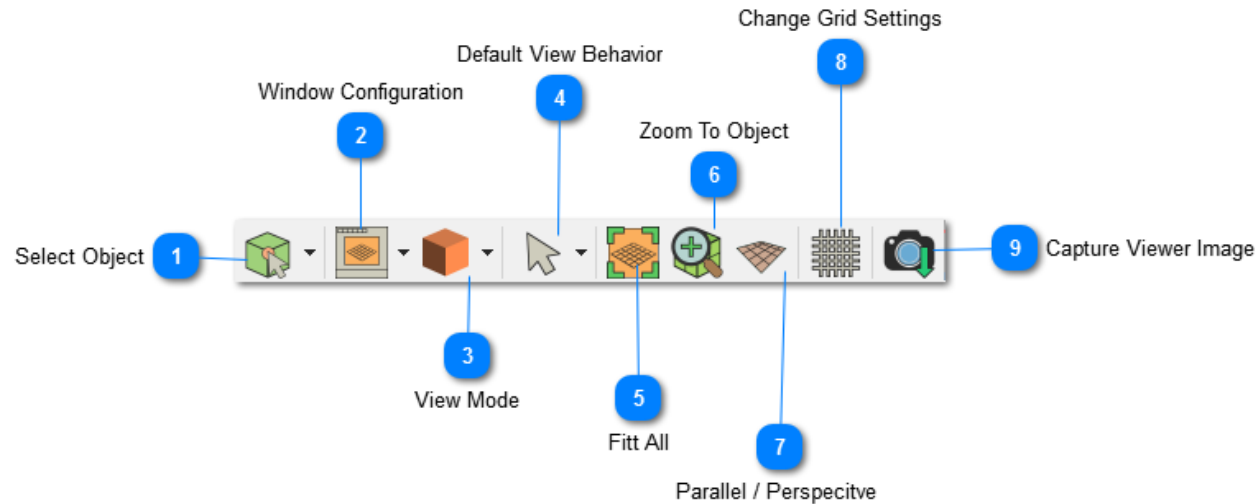 Change Grid Settings
8
Default View Behavior
4
Window Configuration
2
Zoom To Object
6
Select Object
1
9
Capture Viewer Image
3
View Mode
5
Fitt All
7
Parallel / Perspecitve